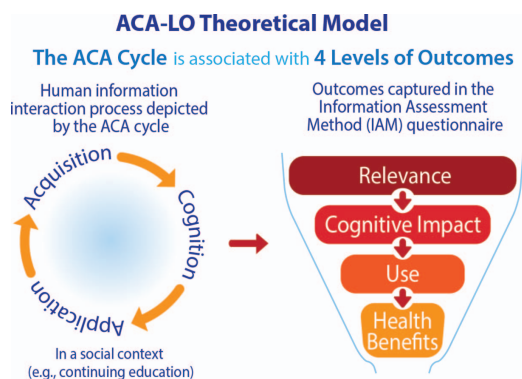 ACA-LO Theoretical Model
The ACA Cycle is associated with 4 Levels of Outcomes
Human information
interaction process depicted
by the ACA cycle
Acquisition
Cognition
Application
In a social context
(e.g., continuing education)
Outcomes captured in the
Information Assessment
Method (IAM) questionnaire
Relevance
Cognitive Impact
Use
Health
Benefits